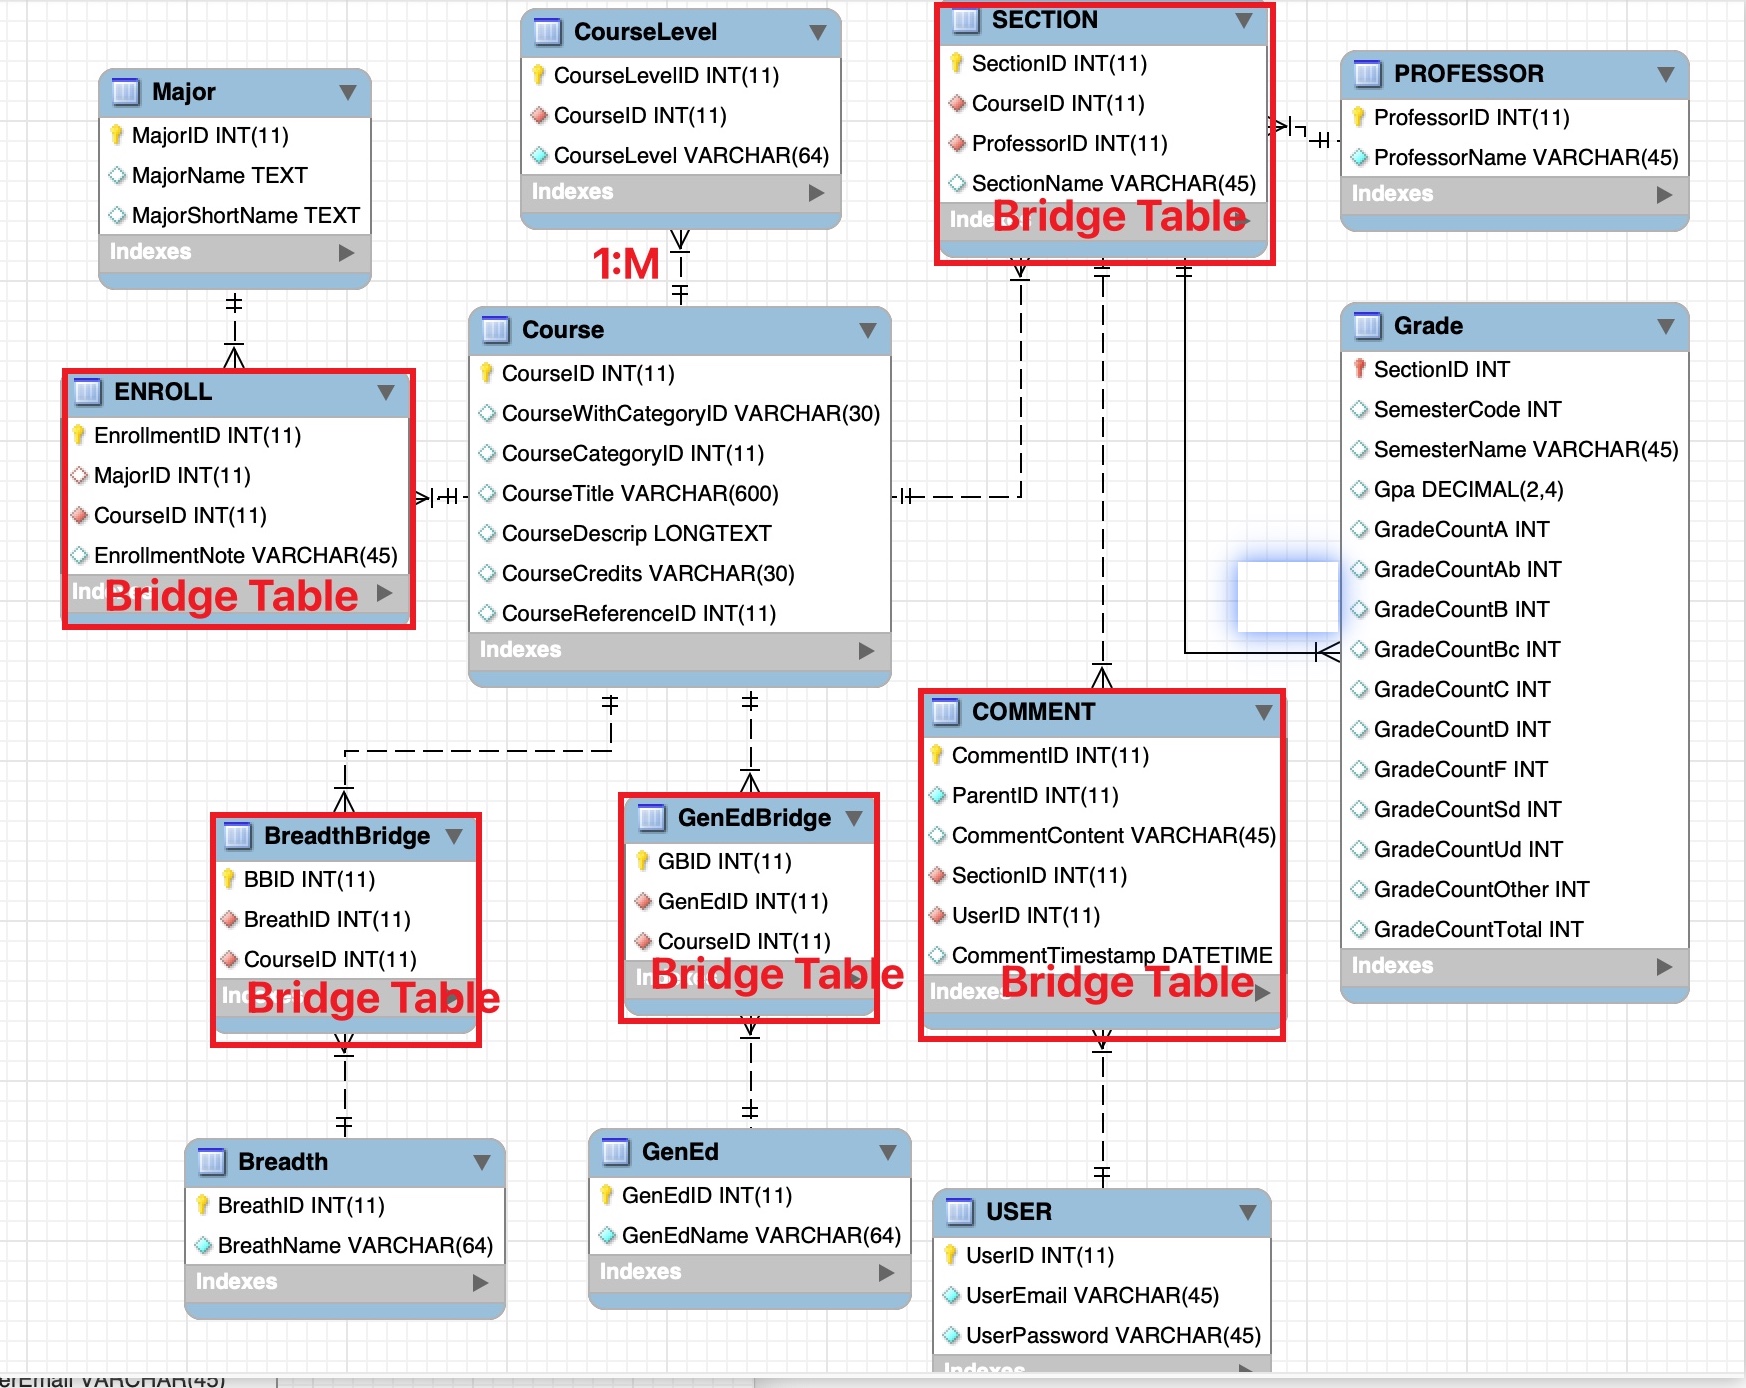 Major
MajorID INT(11)
MajorName TEXT
MajorShortName TEXT
Indexes
CourseLevel
CourseLevelID INT(11)
CourseID INT(11)
CourseLevel VARCHAR(64)
Indexes
1:M
SECTION
SectionID INT(11)
CourseID INT(11)
ProfessorID INT(11)
SectionName VARCHAR(45)
Indexes
Bridge Table
PROFESSOR
ProfessorID INT(11)
ProfessorName VARCHAR(45)
Indexes
ENROLL
EnrollmentID INT(11)
MajorID INT(11)
CourseID INT(11)
EnrollmentNote VARCHAR(45)
Indexes
Bridge Table
Course
CourseID INT(11)
CourseWithCategoryID VARCHAR(30)
CourseCategoryID INT(11)
CourseTitle VARCHAR(600)
CourseDescrip LONGTEXT
CourseCredits VARCHAR(30)
CourseReferenceID INT(11)
Indexes
Grade
SectionID INT
SemesterCode INT
SemesterName VARCHAR(45)
Gpa DECIMAL(2,4)
GradeCountA INT
GradeCountAb INT
GradeCountB INT
GradeCountBc INT
GradeCountC INT
GradeCountD INT
GradeCountF INT
GradeCountSd INT
GradeCountUd INT
GradeCountOther INT
GradeCountTotal INT
Indexes
BreadthBridge
BBID INT(11)
BreathID INT(11)
CourseID INT(11)
Indexes
Bridge Table
GenEdBridge
GBID INT(11)
GenEdID INT(11)
CourseID INT(11)
Indexes
Bridge Table
COMMENT
CommentID INT(11)
ParentID INT(11)
CommentContent VARCHAR(45)
SectionID INT(11)
UserID INT(11)
CommentTimestamp DATETIME
Indexes
Bridge Table
Breadth
BreathID INT(11)
BreathName VARCHAR(64)
Indexes
GenEd
GenEdID INT(11)
GenEdName VARCHAR(64)
Indexes
USER
UserID INT(11)
UserEmail VARCHAR(45)
UserPassword VARCHAR(45)
Indexes
erEmail VARCHAR(45)